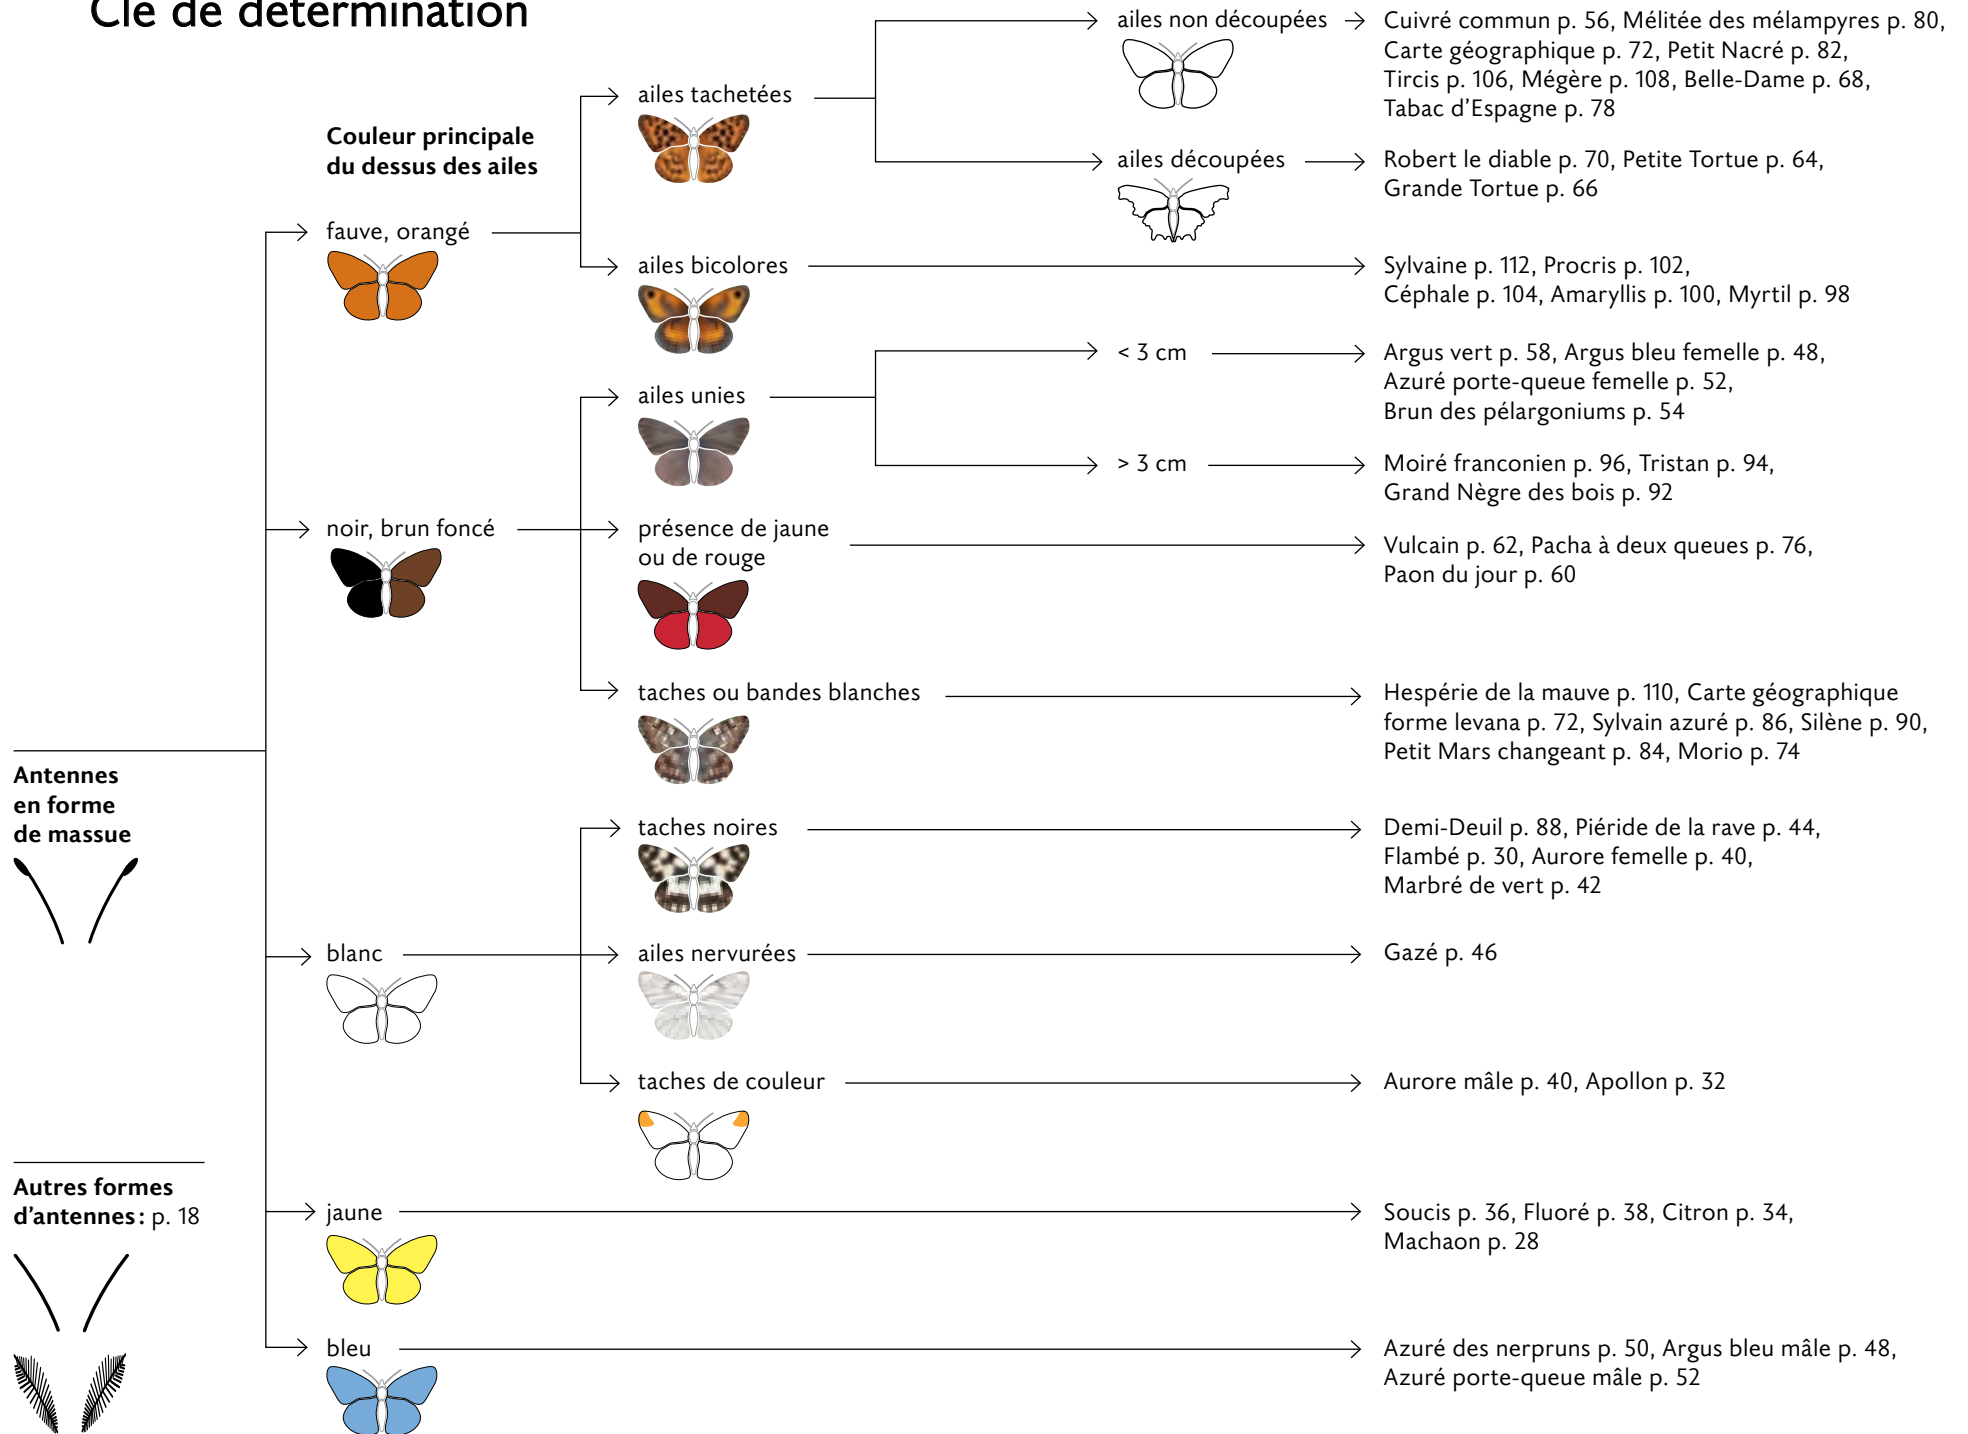 Clé de détermination
Couleur principale
du dessus des ailes
Antennes
en forme
de massue
Autres formes
d'antennes : p. 18
fauve, orangé
ailes tachetées
ailes non découpées
Cuivré commun p. 56, Mélitée des mélampyres p. 80,
Carte géographique p. 72, Petit Nacré p. 82,
Tircis p. 106, Mégère p. 108, Belle-Dame p. 68,
Tabac d'Espagne p. 78
ailes découpées
Robert le diable p. 70, Petite Tortue p. 64,
Grande Tortue p. 66
ailes bicolores
Sylvaine p. 112, Procris p. 102,
Céphale p. 104, Amaryllis p. 100, Myrtil p. 98
noir, brun foncé
ailes unies
< 3 cm
Argus vert p. 58, Argus bleu femelle p. 48,
Azuré porte-queue femelle p. 52,
Brun des pélargoniums p. 54
> 3 cm
Moiré franconien p. 96, Tristan p. 94,
Grand Nègre des bois p. 92
présence de jaune
ou de rouge
Vulcain p. 62, Pacha à deux queues p. 76,
Paon du jour p. 60
taches ou bandes blanches
Hespérie de la mauve p. 110, Carte géographique
forme levana p. 72, Sylvain azuré p. 86, Silène p. 90,
Petit Mars changeant p. 84, Morio p. 74
blanc
taches noires
Demi-Deuil p. 88, Piéride de la rave p. 44,
Flambé p. 30, Aurore femelle p. 40,
Marbré de vert p. 42
ailes nervurées
Gazé p. 46
taches de couleur
Aurore mâle p. 40, Apollon p. 32
jaune
Soucis p. 36, Fluoré p. 38, Citron p. 34,
Machaon p. 28
bleu
Azuré des nerpruns p. 50, Argus bleu mâle p. 48,
Azuré porte-queue mâle p. 52